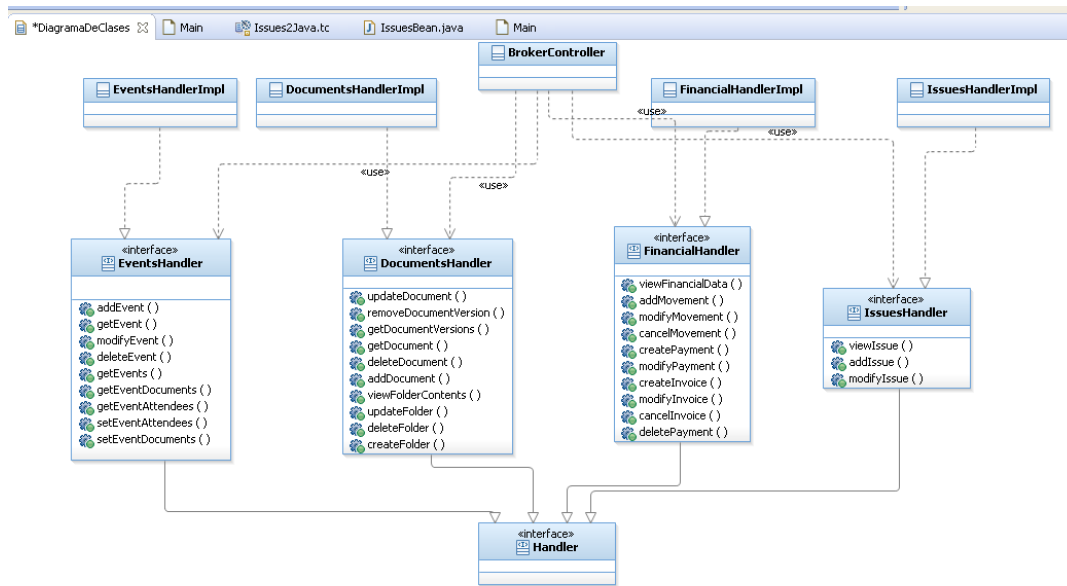 *DiagramaDeClases
Main
Issues2Java.tc
IssuesBean.java
Main
BrokerController
EventsHandlerImpl
DocumentsHandlerImpl
FinancialHandlerImpl
IssuesHandlerImpl
«use»
«use»
«use»
«use»
«interface»
EventsHandler
addEvent ( )
getEvent ( )
modifyEvent ( )
deleteEvent ( )
getEvents ( )
getEventDocuments ( )
getEventAttendees ( )
setEventAttendees ( )
setEventDocuments ( )
«interface»
DocumentsHandler
updateDocument ( )
removeDocumentVersion ( )
getDocumentVersions ( )
getDocument ( )
deleteDocument ( )
addDocument ( )
viewFolderContents ( )
updateFolder ( )
deleteFolder ( )
createFolder ( )
«interface»
FinancialHandler
viewFinancialData ( )
addMovement ( )
modifyMovement ( )
cancelMovement ( )
createPayment ( )
modifyPayment ( )
createInvoice ( )
modifyInvoice ( )
cancelInvoice ( )
deletePayment ( )
«interface»
IssuesHandler
viewIssue ( )
addIssue ( )
modifyIssue ( )
«interface»
Handler